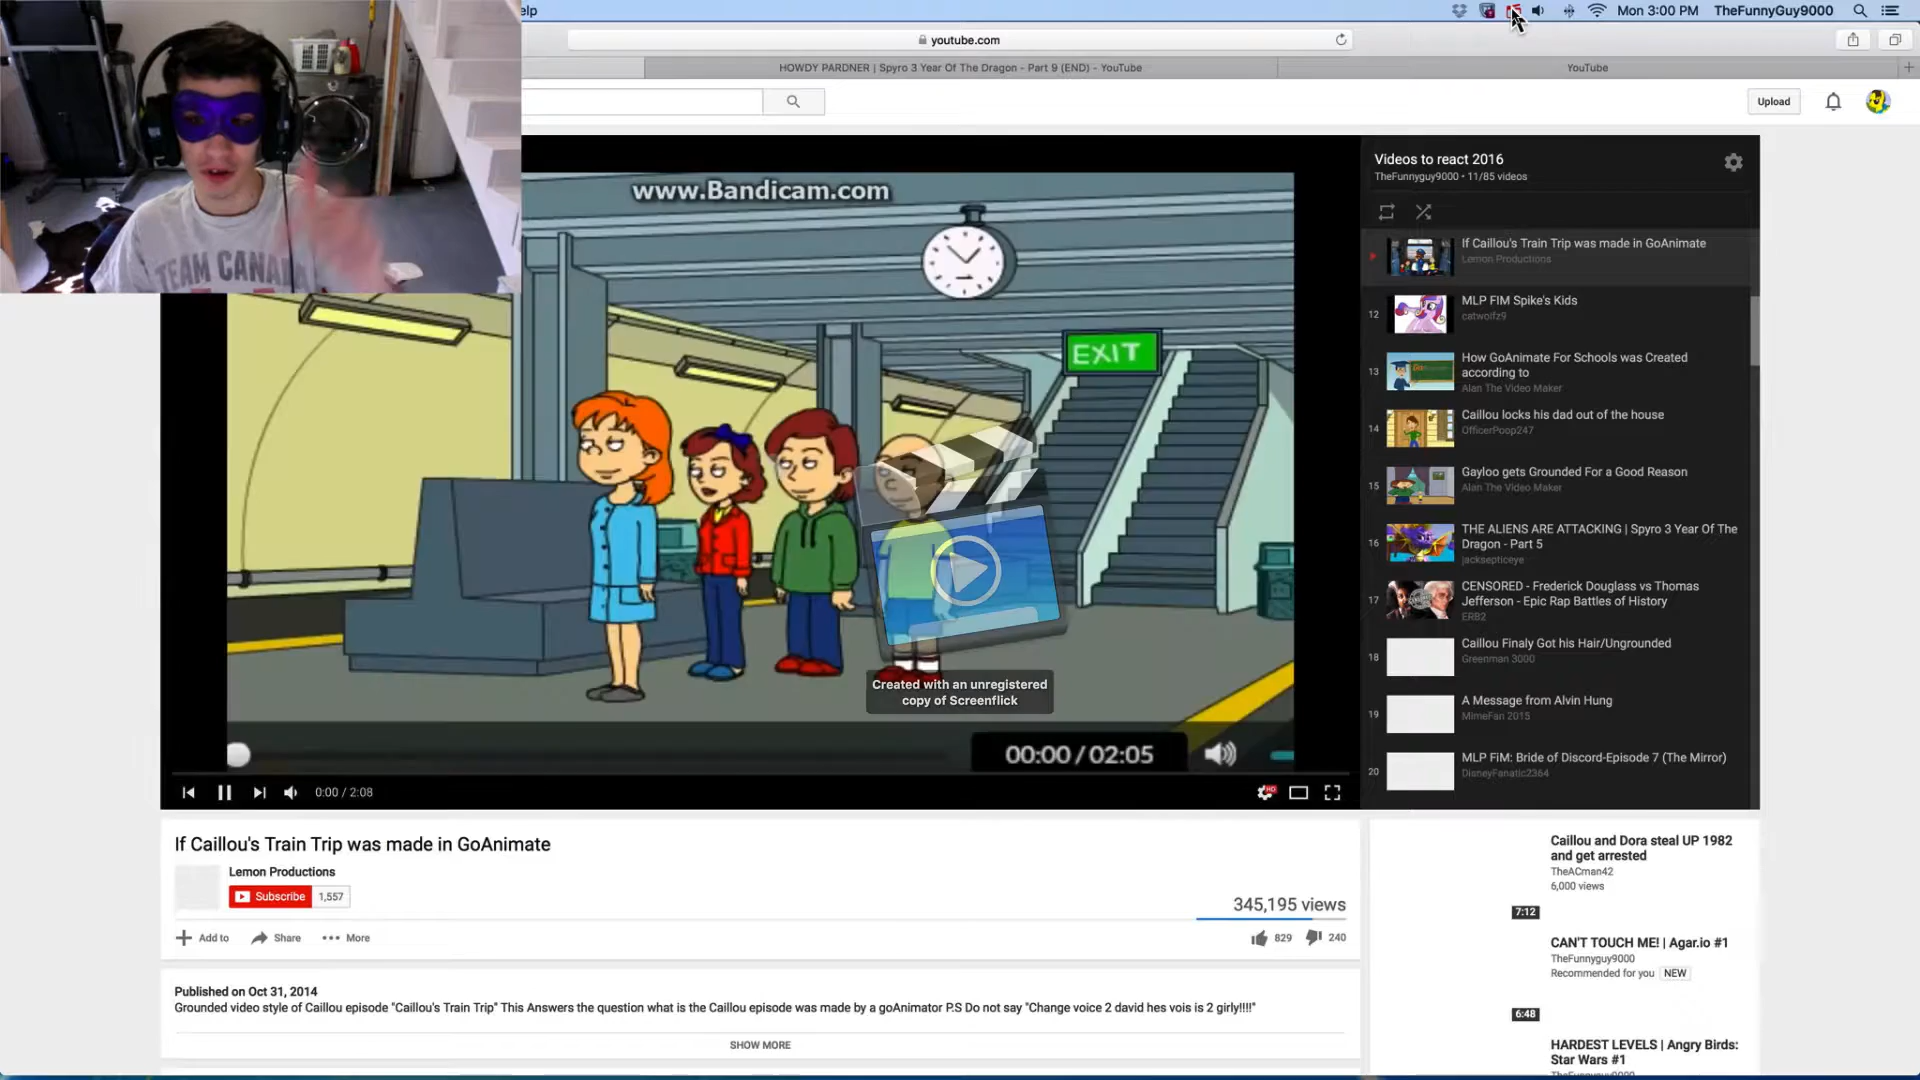 elp
Mon 3:00 PM
TheFunnyGuy9000
youtube.com
HOWDY PARDNER | Spyro 3 Year Of The Dragon - Part 9 (END) - YouTube
YouTube
Upload
TEAM CANADA
www.Bandicam.com
EXIT
Created with an unregistered
copy of Screenflick
00:00 / 02:05
0:00 / 2:08
HD
Videos to react 2016
TheFunnyguy9000 • 11/85 videos
If Caillou's Train Trip was made in GoAnimate
Lemon Productions
12
MLP FIM Spike's Kids
catwolfz9
13
How GoAnimate For Schools was Created
according to
Alan The Video Maker
14
Caillou locks his dad out of the house
OfficerPoop247
15
Gayloo gets Grounded For a Good Reason
Alan The Video Maker
16
THE ALIENS ARE ATTACKING | Spyro 3 Year Of The
Dragon - Part 5
jacksepticeye
17
CENSORED - Frederick Douglass vs Thomas
Jefferson - Epic Rap Battles of History
ERB2
18
Caillou Finaly Got his Hair/Ungrounded
Greenman 3000
19
A Message from Alvin Hung
MimeFan 2015
20
MLP FiM: Bride of Discord-Episode 7 (The Mirror)
DisneyFanatic2364
If Caillou's Train Trip was made in GoAnimate
Lemon Productions
Subscribe 1,557
345,195 views
Add to Share More
829 240
Published on Oct 31, 2014
Grounded video style of Caillou episode "Caillou's Train Trip" This Answers the question what is the Caillou episode was made by a goAnimator P.S Do not say "Change voice 2 david hes vois is 2 girly!!!!"
SHOW MORE
Caillou and Dora steal UP 1982
and get arrested
TheACman42
6,000 views
7:12
CAN'T TOUCH ME! | Agar.io #1
TheFunnyguy9000
Recommended for you NEW
6:48
HARDEST LEVELS | Angry Birds:
Star Wars #1
TheFunnyguy9000